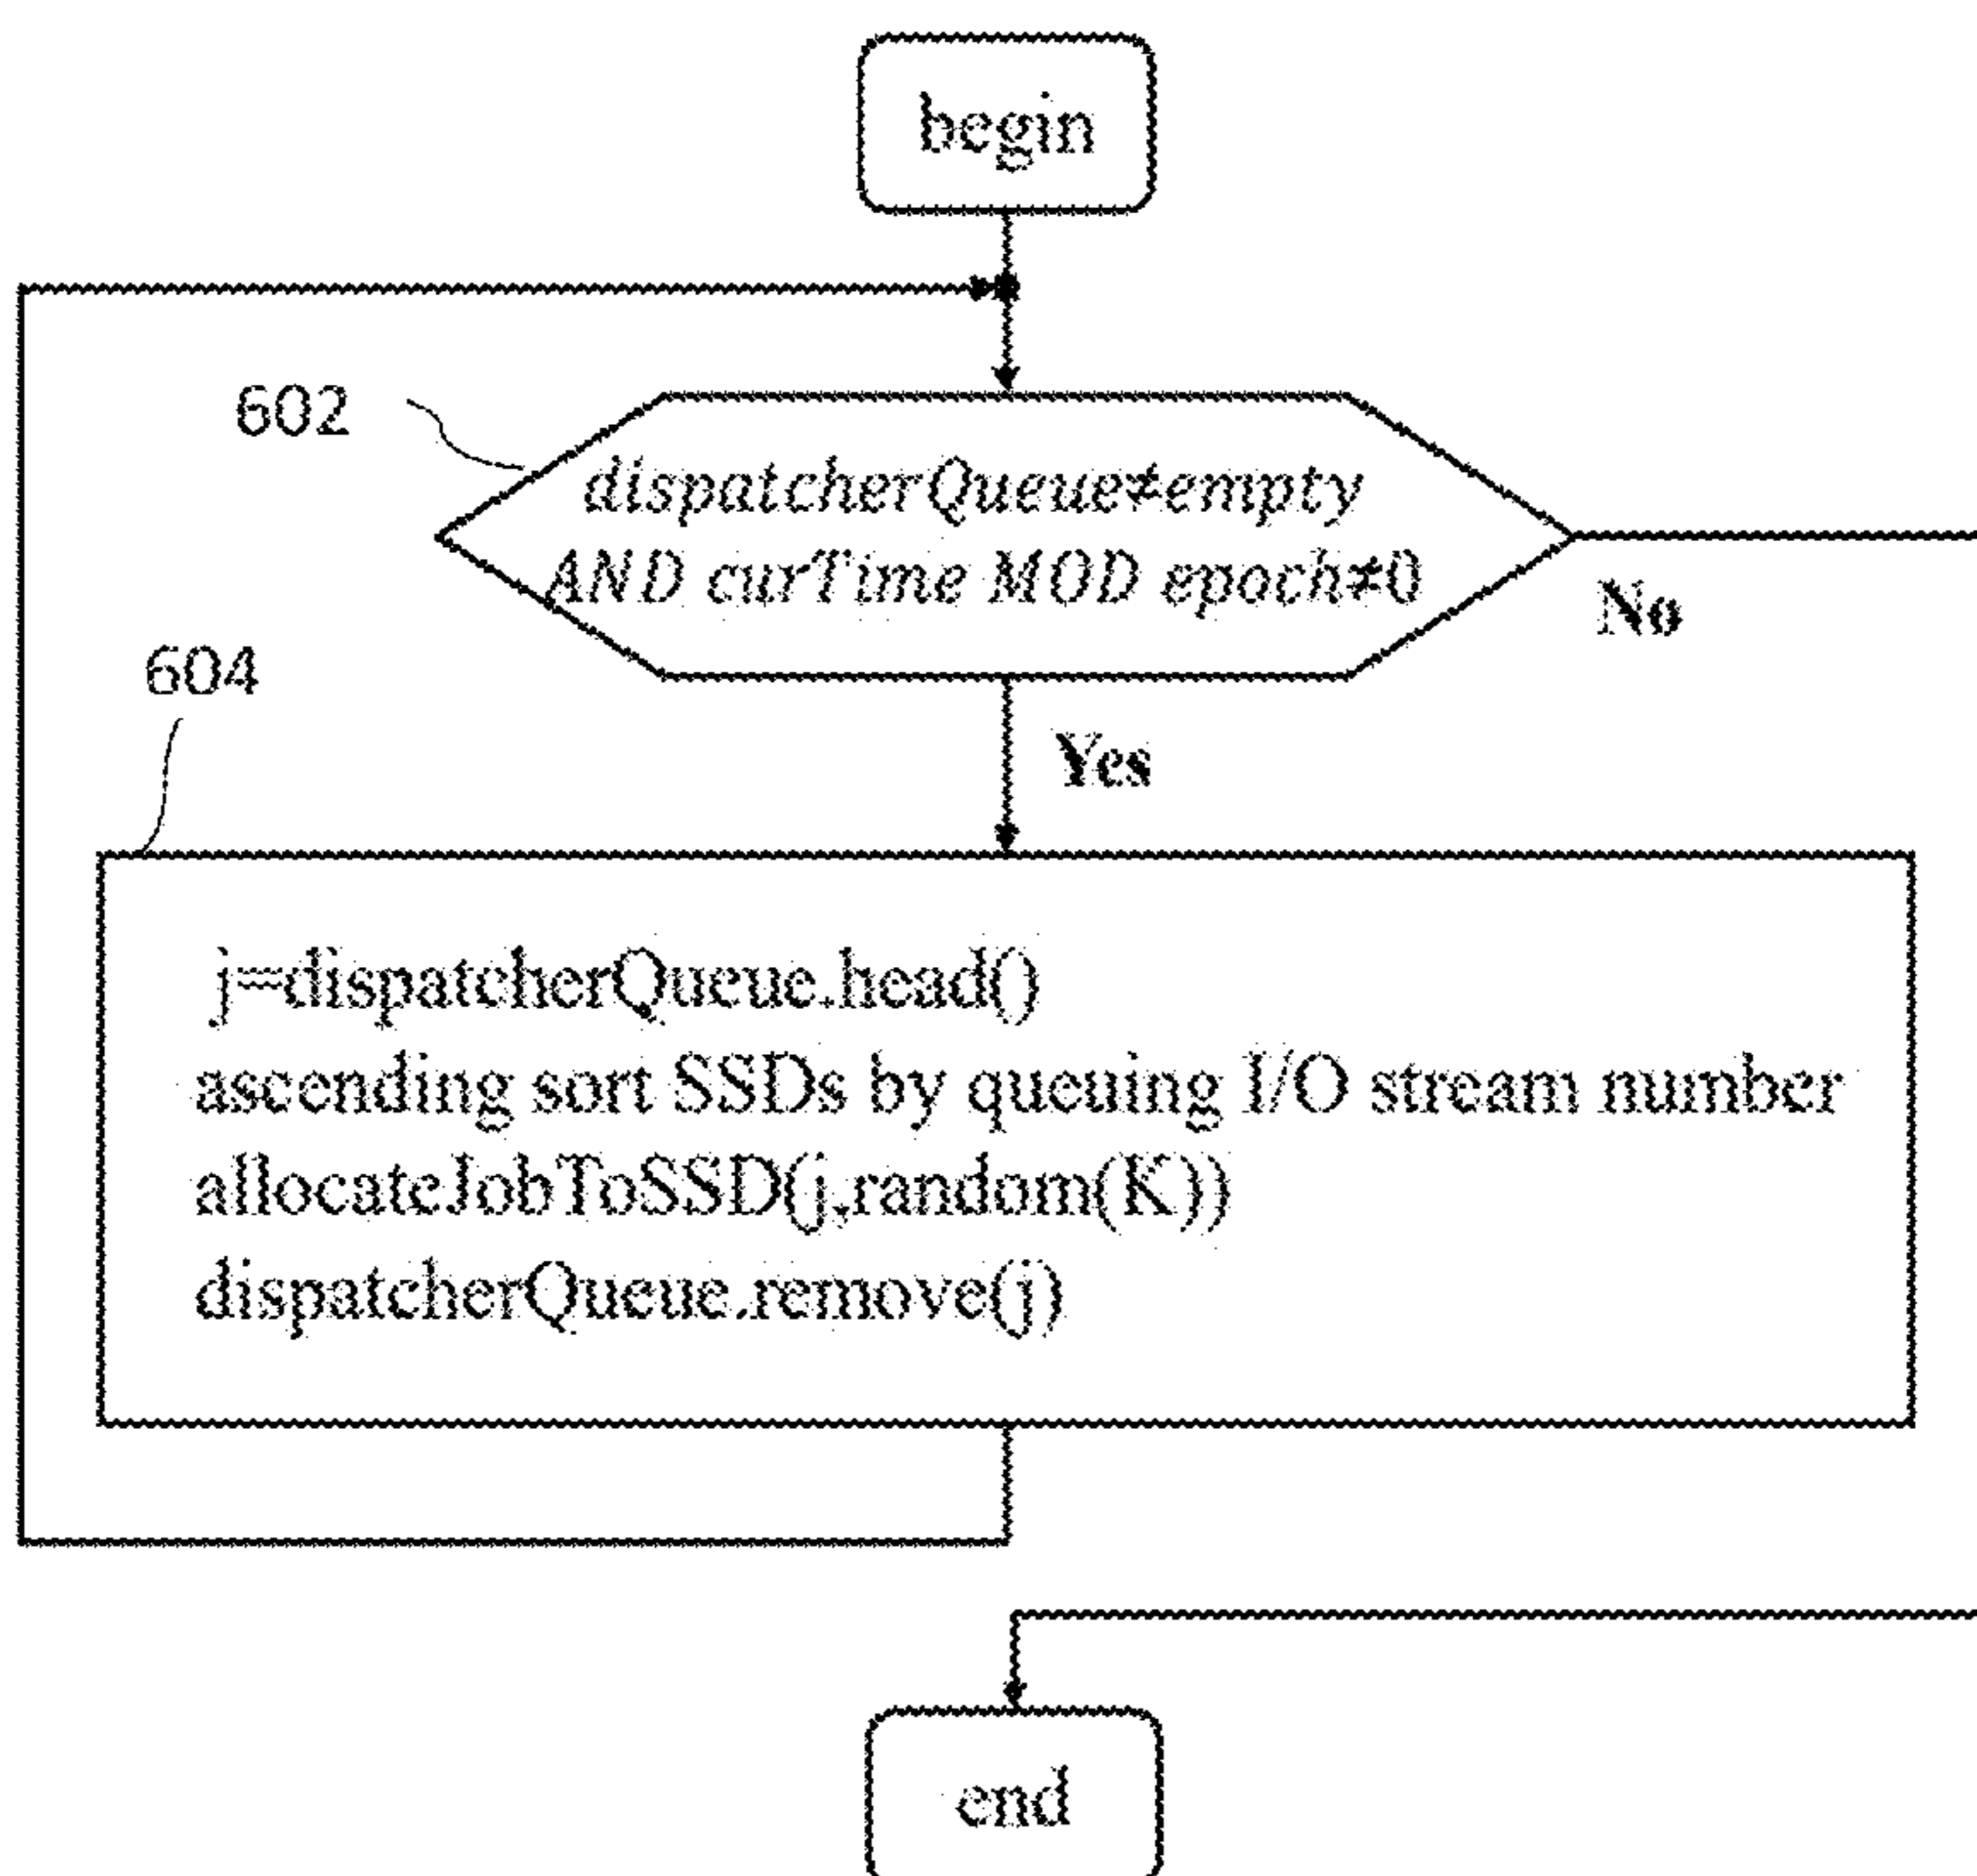 begin
602
dispatcherQueue≠empty
AND curTime MOD epoch≠0
No
604
Yes
j=dispatcherQueue.head()
ascending sort SSDs by queuing I/O stream number
allocateJobToSSD(j,random(K))
dispatcherQueue.remove(j)
end